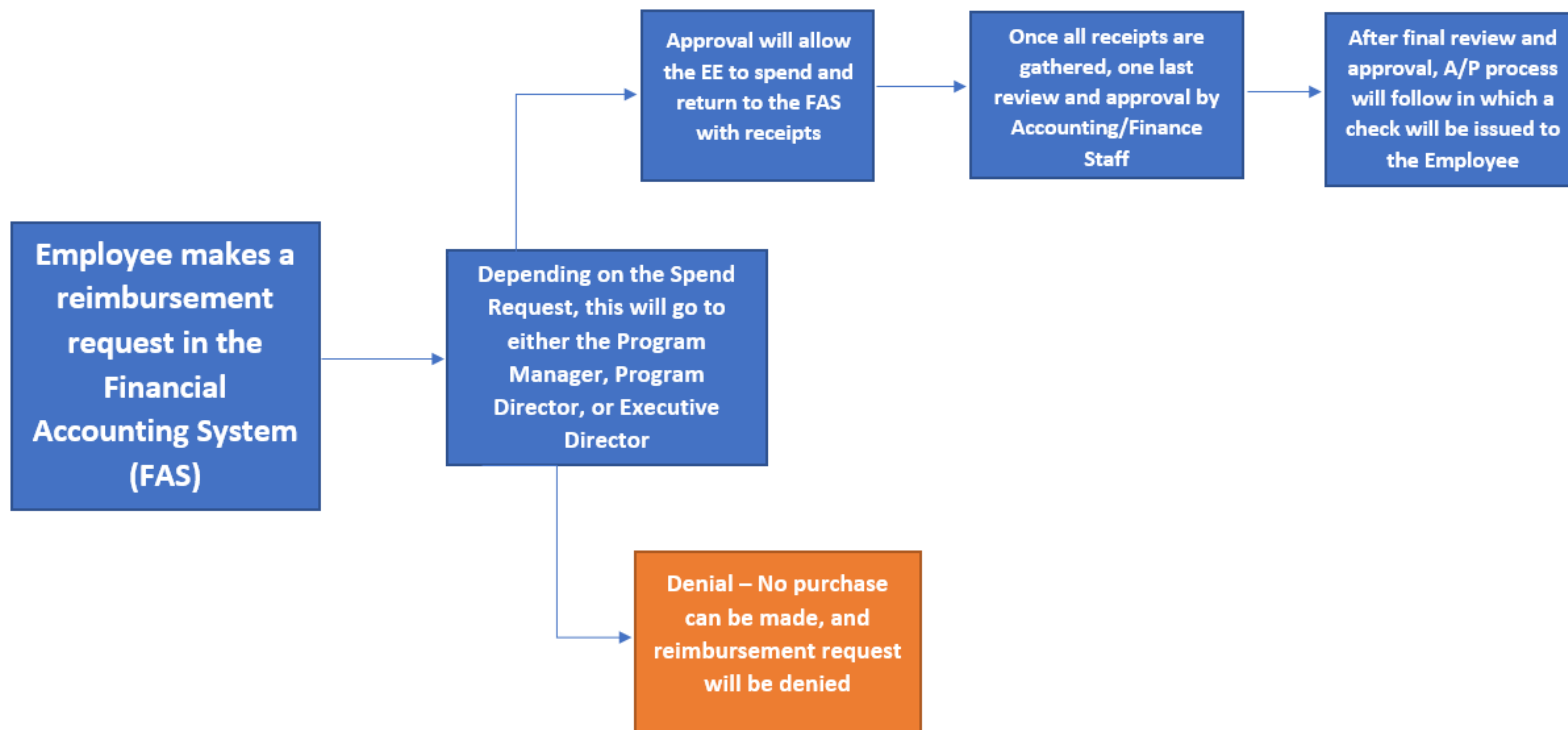 Employee makes a
reimbursement
request in the
Financial
Accounting System
(FAS)
Depending on the Spend
Request, this will go to
either the Program
Manager, Program
Director, or Executive
Director
Approval will allow
the EE to spend and
return to the FAS
with receipts
Once all receipts are
gathered, one last
review and approval by
Accounting/Finance
Staff
After final review and
approval, A/P process
will follow in which a
check will be issued to
the Employee
Denial – No purchase
can be made, and
reimbursement request
will be denied